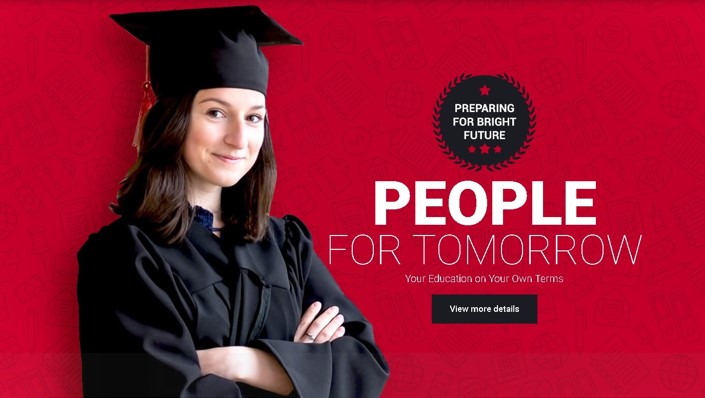 PREPARING
FOR BRIGHT
FUTURE
PEOPLE
FOR TOMORROW
Your Education on Your Own Terms
View more details